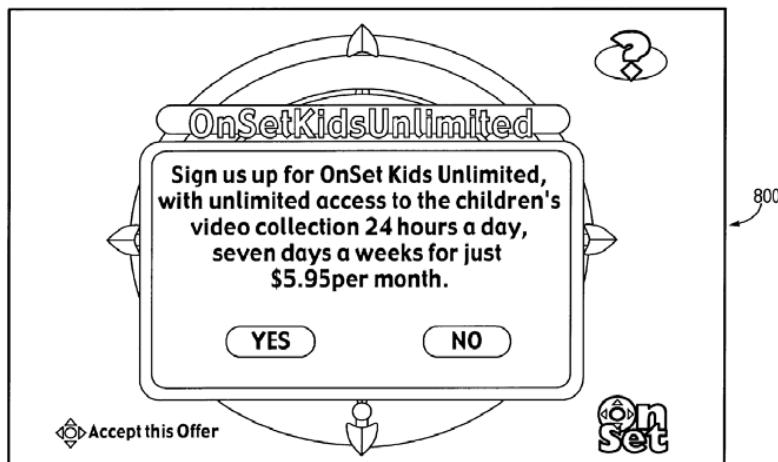 ?
OnSetKidsUnlimited
Sign us up for OnSet Kids Unlimited,
with unlimited access to the children's
video collection 24 hours a day,
seven days a weeks for just
$5.95per month.
YES NO
Accept this Offer
On
Set
800